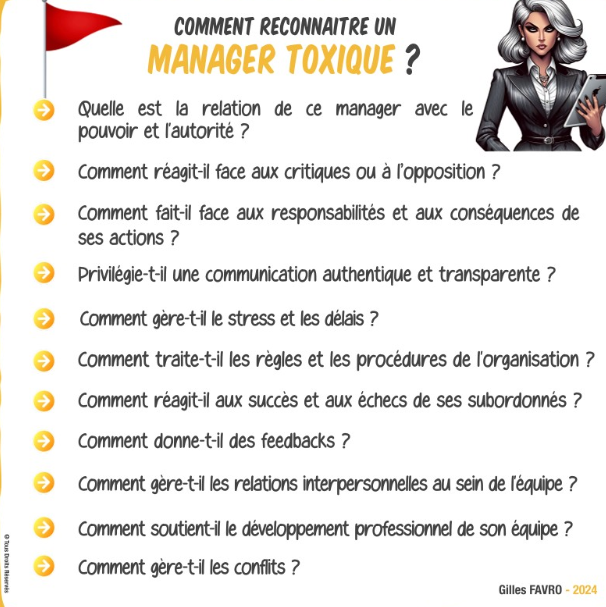 COMMENT RECONNAITRE UN
MANAGER TOXIQUE ?
Quelle est la relation de ce manager avec le
pouvoir et l'autorité ?
Comment réagit-il face aux critiques ou à l'opposition ?
Comment fait-il face aux responsabilités et aux conséquences de
ses actions ?
Privilégie-t-il une communication authentique et transparente ?
Comment gère-t-il le stress et les délais ?
Comment traite-t-il les règles et les procédures de l'organisation ?
Comment réagit-il aux succès et aux échecs de ses subordonnés ?
Comment donne-t-il des feedbacks ?
Comment gère-t-il les relations interpersonnelles au sein de l'équipe ?
Comment soutient-il le développement professionnel de son équipe ?
Comment gère-t-il les conflits ?
© Tous Droits Réservés
Gilles FAVRO - 2024